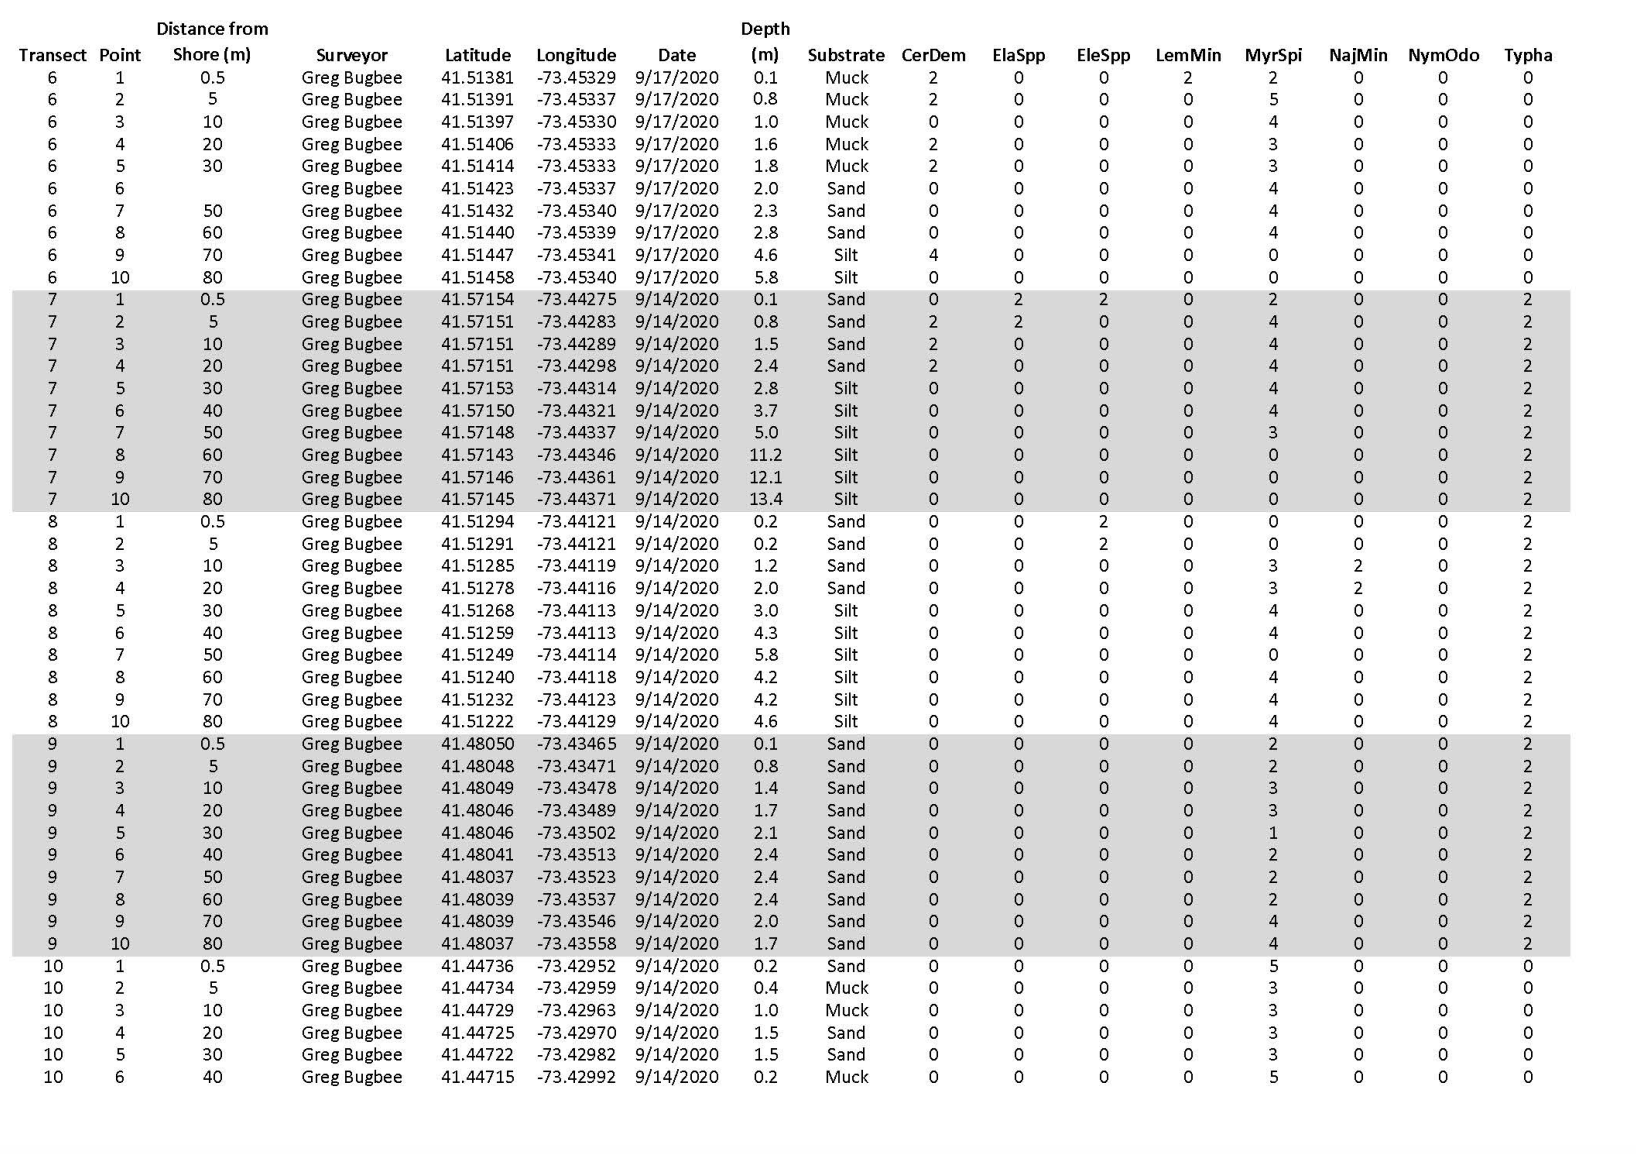 Distance from Depth
Transect Point Shore (m) Surveyor Latitude Longitude Date (m) Substrate CerDem ElaSpp EleSpp LemMin MyrSpi NajMin NymOdo Typha
6 1 0.5 Greg Bugbee 41.51381 -73.45329 9/17/2020 0.1 Muck 2 0 0 2 2 0 0 0
6 2 5 Greg Bugbee 41.51391 -73.45337 9/17/2020 0.8 Muck 2 0 0 0 5 0 0 0
6 3 10 Greg Bugbee 41.51397 -73.45330 9/17/2020 1.0 Muck 0 0 0 0 4 0 0 0
6 4 20 Greg Bugbee 41.51406 -73.45333 9/17/2020 1.6 Muck 2 0 0 0 3 0 0 0
6 5 30 Greg Bugbee 41.51414 -73.45333 9/17/2020 1.8 Muck 2 0 0 0 3 0 0 0
6 6 Greg Bugbee 41.51423 -73.45337 9/17/2020 2.0 Sand 0 0 0 0 4 0 0 0
6 7 50 Greg Bugbee 41.51432 -73.45340 9/17/2020 2.3 Sand 0 0 0 0 4 0 0 0
6 8 60 Greg Bugbee 41.51440 -73.45339 9/17/2020 2.8 Sand 0 0 0 0 4 0 0 0
6 9 70 Greg Bugbee 41.51447 -73.45341 9/17/2020 4.6 Silt 4 0 0 0 0 0 0 0
6 10 80 Greg Bugbee 41.51458 -73.45340 9/17/2020 5.8 Silt 0 0 0 0 0 0 0 0
7 1 0.5 Greg Bugbee 41.57154 -73.44275 9/14/2020 0.1 Sand 0 2 2 0 2 0 0 2
7 2 5 Greg Bugbee 41.57151 -73.44283 9/14/2020 0.8 Sand 2 2 0 0 4 0 0 2
7 3 10 Greg Bugbee 41.57151 -73.44289 9/14/2020 1.5 Sand 2 0 0 0 4 0 0 2
7 4 20 Greg Bugbee 41.57151 -73.44298 9/14/2020 2.4 Sand 2 0 0 0 4 0 0 2
7 5 30 Greg Bugbee 41.57153 -73.44314 9/14/2020 2.8 Silt 0 0 0 0 4 0 0 2
7 6 40 Greg Bugbee 41.57150 -73.44321 9/14/2020 3.7 Silt 0 0 0 0 4 0 0 2
7 7 50 Greg Bugbee 41.57148 -73.44337 9/14/2020 5.0 Silt 0 0 0 0 3 0 0 2
7 8 60 Greg Bugbee 41.57143 -73.44346 9/14/2020 11.2 Silt 0 0 0 0 0 0 0 2
7 9 70 Greg Bugbee 41.57146 -73.44361 9/14/2020 12.1 Silt 0 0 0 0 0 0 0 2
7 10 80 Greg Bugbee 41.57145 -73.44371 9/14/2020 13.4 Silt 0 0 0 0 0 0 0 2
8 1 0.5 Greg Bugbee 41.51294 -73.44121 9/14/2020 0.2 Sand 0 0 2 0 0 0 0 2
8 2 5 Greg Bugbee 41.51291 -73.44121 9/14/2020 0.2 Sand 0 0 2 0 0 0 0 2
8 3 10 Greg Bugbee 41.51285 -73.44119 9/14/2020 1.2 Sand 0 0 0 0 3 2 0 2
8 4 20 Greg Bugbee 41.51278 -73.44116 9/14/2020 2.0 Sand 0 0 0 0 3 2 0 2
8 5 30 Greg Bugbee 41.51268 -73.44113 9/14/2020 3.0 Silt 0 0 0 0 4 0 0 2
8 6 40 Greg Bugbee 41.51259 -73.44113 9/14/2020 4.3 Silt 0 0 0 0 4 0 0 2
8 7 50 Greg Bugbee 41.51249 -73.44114 9/14/2020 5.8 Silt 0 0 0 0 0 0 0 2
8 8 60 Greg Bugbee 41.51240 -73.44118 9/14/2020 4.2 Silt 0 0 0 0 4 0 0 2
8 9 70 Greg Bugbee 41.51232 -73.44123 9/14/2020 4.2 Silt 0 0 0 0 4 0 0 2
8 10 80 Greg Bugbee 41.51222 -73.44129 9/14/2020 4.6 Silt 0 0 0 0 4 0 0 2
9 1 0.5 Greg Bugbee 41.48050 -73.43465 9/14/2020 0.1 Sand 0 0 0 0 2 0 0 2
9 2 5 Greg Bugbee 41.48048 -73.43471 9/14/2020 0.8 Sand 0 0 0 0 2 0 0 2
9 3 10 Greg Bugbee 41.48049 -73.43478 9/14/2020 1.4 Sand 0 0 0 0 3 0 0 2
9 4 20 Greg Bugbee 41.48046 -73.43489 9/14/2020 1.7 Sand 0 0 0 0 3 0 0 2
9 5 30 Greg Bugbee 41.48046 -73.43502 9/14/2020 2.1 Sand 0 0 0 0 1 0 0 2
9 6 40 Greg Bugbee 41.48041 -73.43513 9/14/2020 2.4 Sand 0 0 0 0 2 0 0 2
9 7 50 Greg Bugbee 41.48037 -73.43523 9/14/2020 2.4 Sand 0 0 0 0 2 0 0 2
9 8 60 Greg Bugbee 41.48039 -73.43537 9/14/2020 2.4 Sand 0 0 0 0 2 0 0 2
9 9 70 Greg Bugbee 41.48039 -73.43546 9/14/2020 2.0 Sand 0 0 0 0 4 0 0 2
9 10 80 Greg Bugbee 41.48037 -73.43558 9/14/2020 1.7 Sand 0 0 0 0 4 0 0 2
10 1 0.5 Greg Bugbee 41.44736 -73.42952 9/14/2020 0.2 Sand 0 0 0 0 5 0 0 0
10 2 5 Greg Bugbee 41.44734 -73.42959 9/14/2020 0.4 Muck 0 0 0 0 3 0 0 0
10 3 10 Greg Bugbee 41.44729 -73.42963 9/14/2020 1.0 Muck 0 0 0 0 3 0 0 0
10 4 20 Greg Bugbee 41.44725 -73.42970 9/14/2020 1.5 Sand 0 0 0 0 3 0 0 0
10 5 30 Greg Bugbee 41.44722 -73.42982 9/14/2020 1.5 Sand 0 0 0 0 3 0 0 0
10 6 40 Greg Bugbee 41.44715 -73.42992 9/14/2020 0.2 Muck 0 0 0 0 5 0 0 0